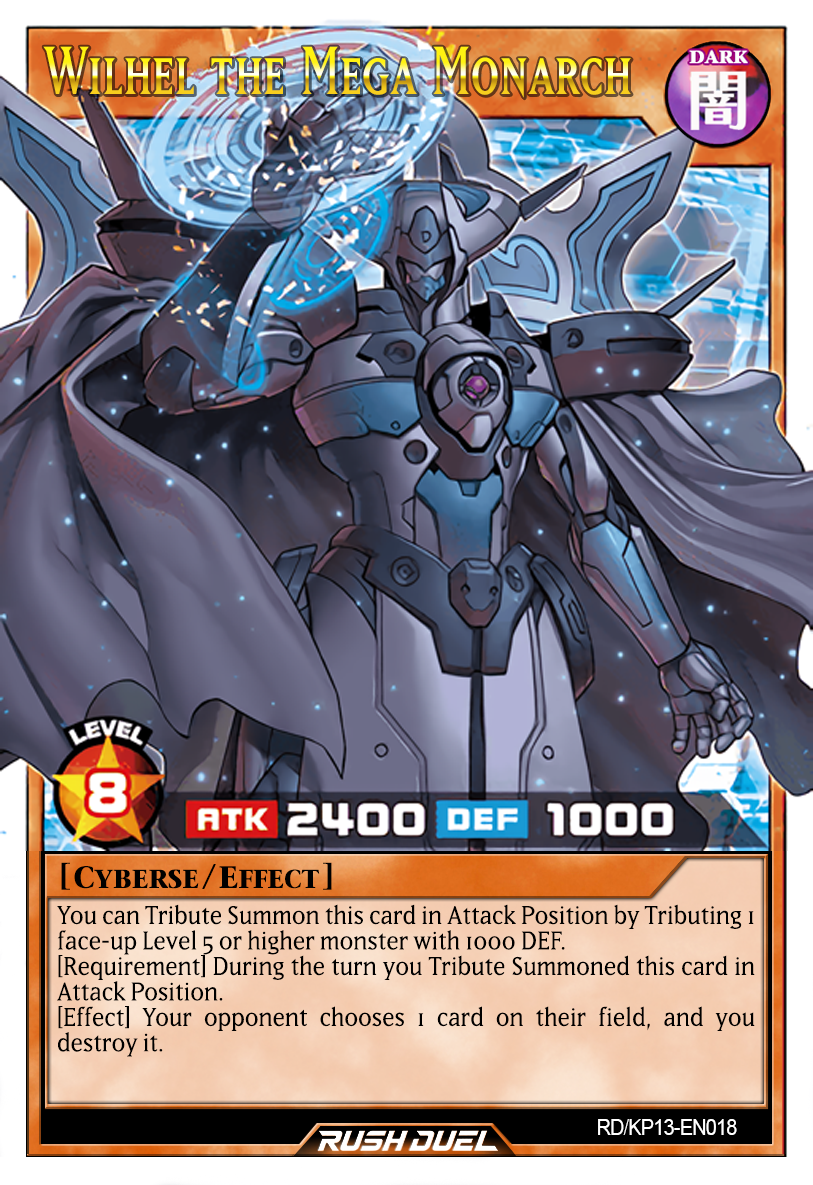 WILHEL THE MEGA MONARCH
DARK
闇
LEVEL
8
ATK 2400 DEF 1000
[CYBERSE/EFFECT]
You can Tribute Summon this card in Attack Position by Tributing 1
face-up Level 5 or higher monster with 1000 DEF.
[Requirement] During the turn you Tribute Summoned this card in
Attack Position.
[Effect] Your opponent chooses 1 card on their field, and you
destroy it.
RD/KP13-EN018
RUSH DUEL